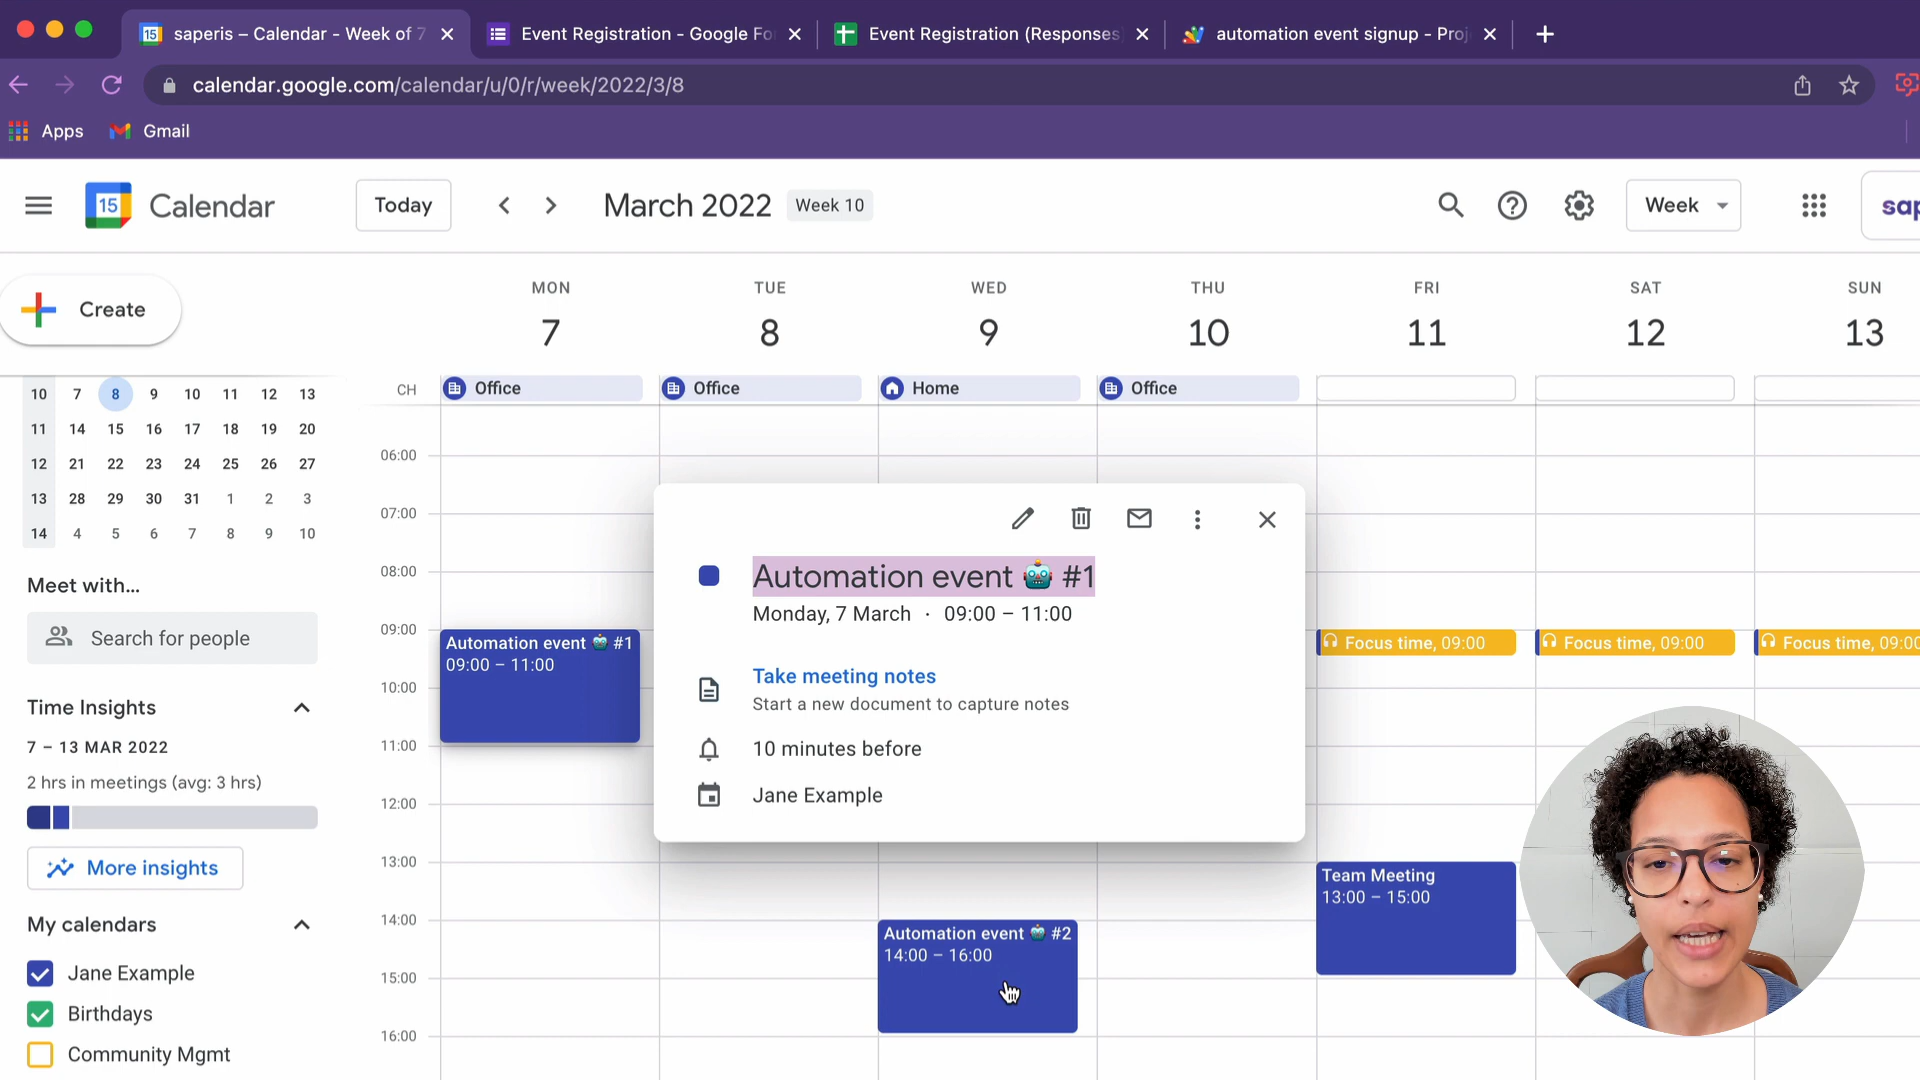 saperis – Calendar - Week of 7
Event Registration - Google Fo
Event Registration (Responses
automation event signup - Proj
calendar.google.com/calendar/u/0/r/week/2022/3/8
Apps
Gmail
15
Calendar
Today
March 2022
Week 10
Week
sap
Create
MON
TUE
WED
THU
FRI
SAT
SUN
7
8
9
10
11
12
13
CH
Office
Office
Home
Office
10 7 8 9 10 11 12 13
11 14 15 16 17 18 19 20
12 21 22 23 24 25 26 27
13 28 29 30 31 1 2 3
14 4 5 6 7 8 9 10
Meet with...
Search for people
Time Insights
7 – 13 MAR 2022
2 hrs in meetings (avg: 3 hrs)
More insights
My calendars
Jane Example
Birthdays
Community Mgmt
06:00
07:00
08:00
09:00
10:00
11:00
12:00
13:00
14:00
15:00
16:00
Automation event 🤖 #1
09:00 – 11:00
Automation event 🤖 #1
Monday, 7 March · 09:00 – 11:00
Take meeting notes
Start a new document to capture notes
10 minutes before
Jane Example
Automation event 🤖 #2
14:00 – 16:00
Focus time, 09:00
Focus time, 09:00
Focus time, 09:00
Team Meeting
13:00 – 15:00